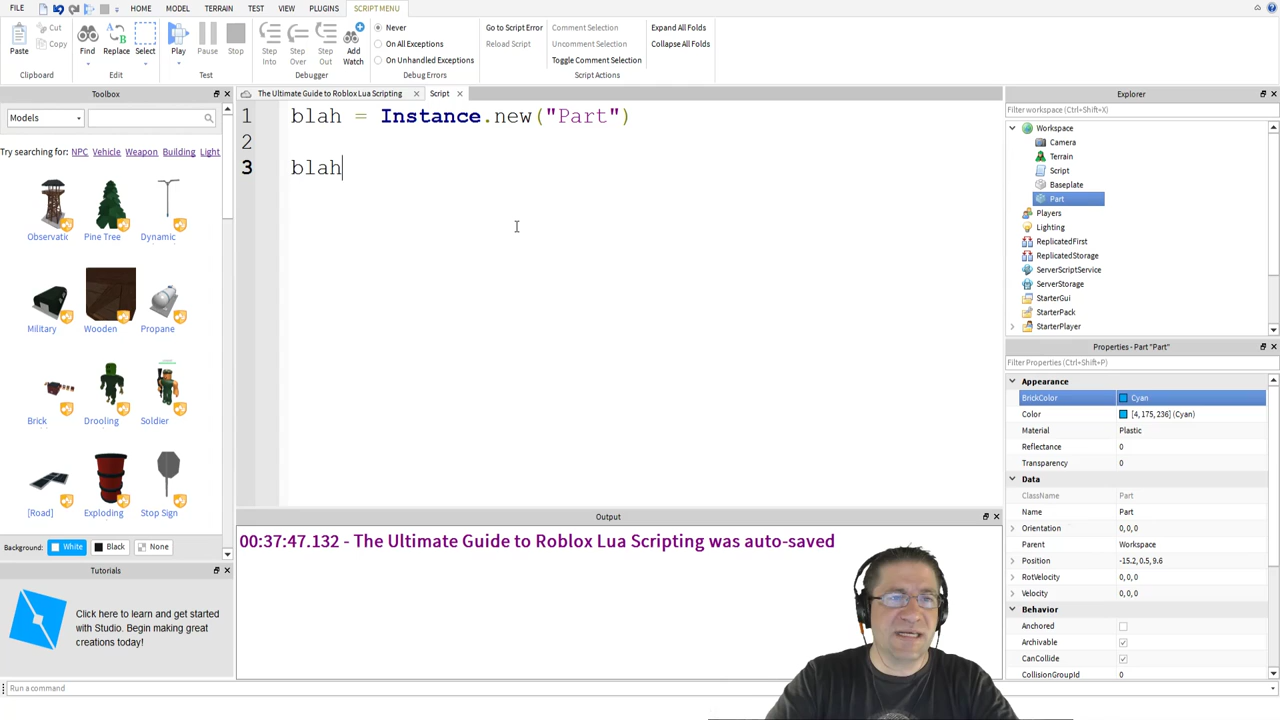 FILE HOME MODEL TERRAIN TEST VIEW PLUGINS SCRIPT MENU
Paste
Cut
Copy
Clipboard
Find
Replace
Select
Edit
Play
Pause
Stop
Test
Step Into
Step Over
Step Out
Add Watch
Debugger
Never
On All Exceptions
On Unhandled Exceptions
Debug Errors
Go to Script Error
Reload Script
Comment Selection
Uncomment Selection
Toggle Comment Selection
Script Actions
Expand All Folds
Collapse All Folds
Toolbox
Models
Try searching for: NPC Vehicle Weapon Building Light
Observatic Pine Tree Dynamic
Military Wooden Propane
Brick Drooling Soldier
[Road] Exploding Stop Sign
Background: White Black None
Tutorials
Click here to learn and get started
with Studio. Begin making great
creations today!
Run a command
The Ultimate Guide to Roblox Lua Scripting Script
1 blah = Instance.new("Part")
2
3 blah
Output
00:37:47.132 - The Ultimate Guide to Roblox Lua Scripting was auto-saved
Explorer
Filter workspace (Ctrl+Shift+X)
Workspace
Camera
Terrain
Script
Baseplate
Part
Players
Lighting
ReplicatedFirst
ReplicatedStorage
ServerScriptService
ServerStorage
StarterGui
StarterPack
StarterPlayer
Properties - Part "Part"
Filter Properties (Ctrl+Shift+P)
Appearance
BrickColor Cyan
Color [4, 175, 236] (Cyan)
Material Plastic
Reflectance 0
Transparency 0
Data
ClassName Part
Name Part
Orientation 0, 0, 0
Parent Workspace
Position -15.2, 0.5, 9.6
RotVelocity 0, 0, 0
Velocity 0, 0, 0
Behavior
Anchored
Archivable
CanCollide
CollisionGroupId 0